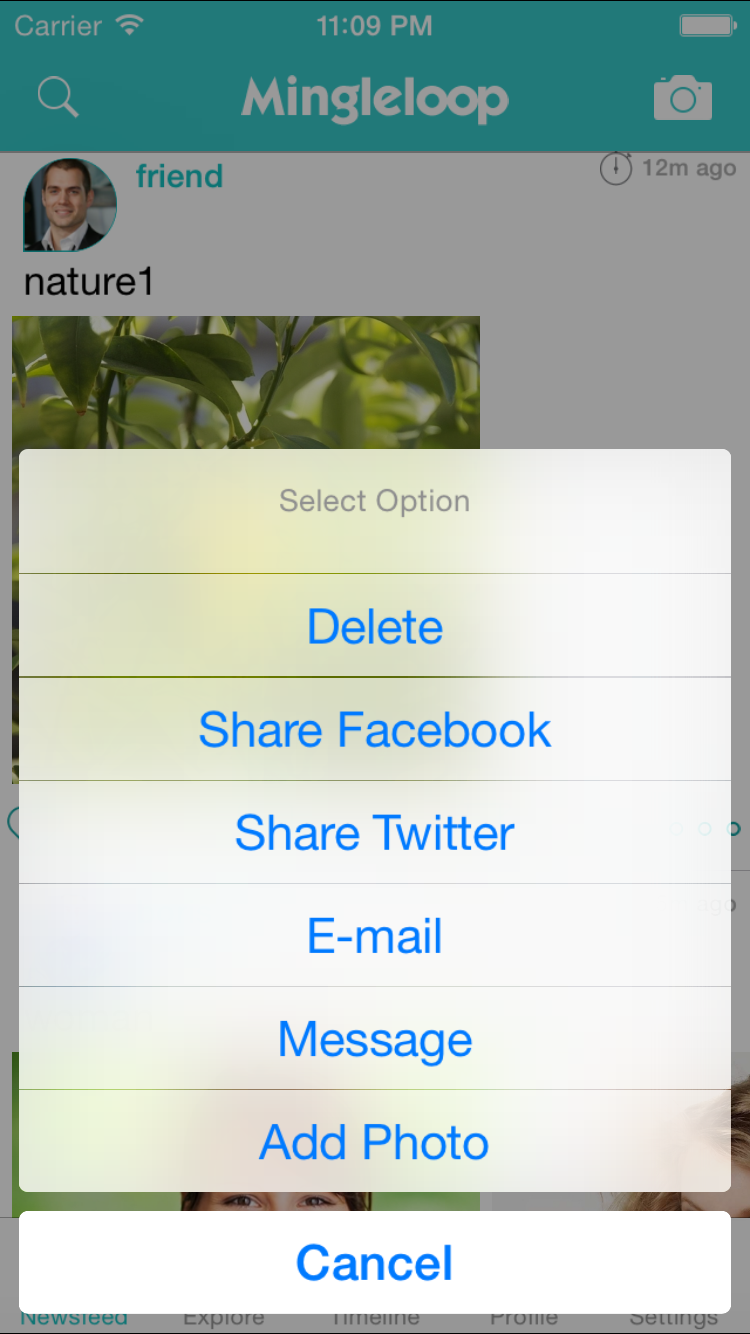 Carrier 11:09 PM
Mingleloop
friend 12m ago
nature1
Select Option
Delete
Share Facebook
Share Twitter
ago
E-mail
Message
Add Photo
Cancel
Newsfeed Explore Timeline Profile Settings